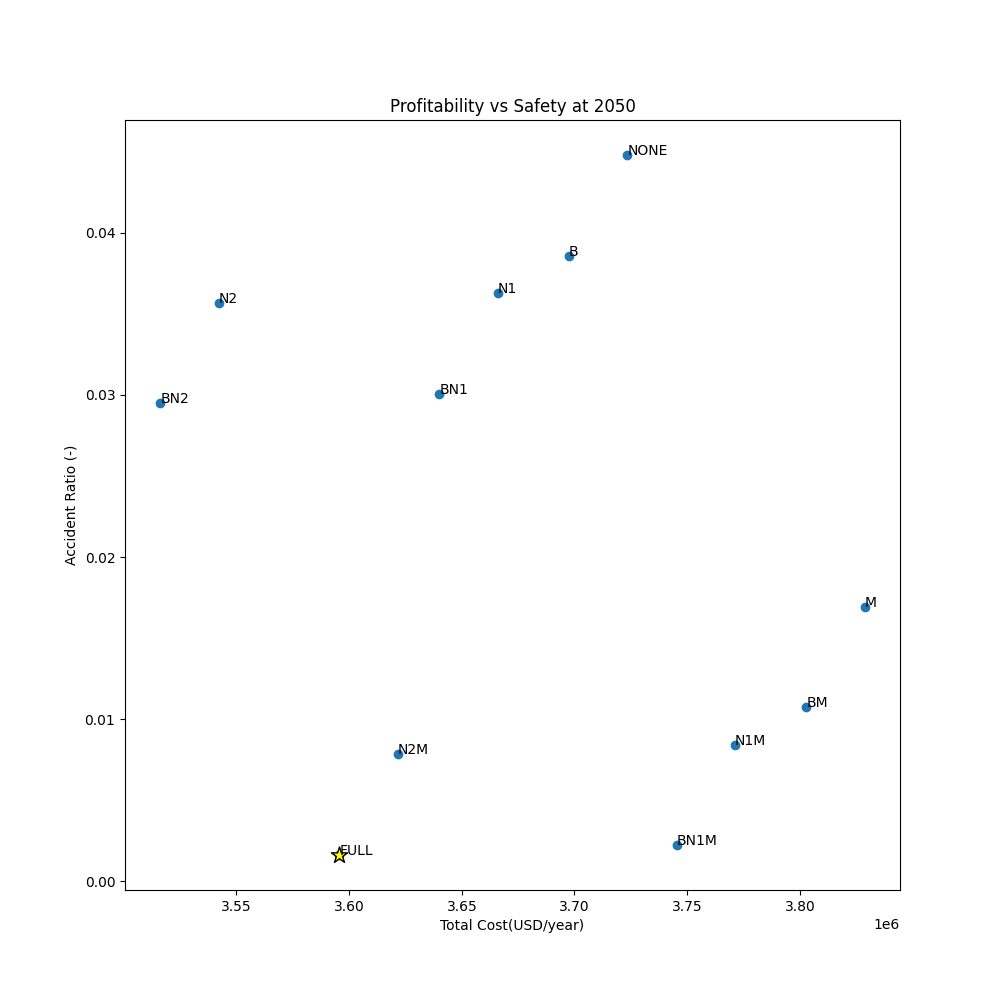 Profitability vs Safety at 2050
NONE
0.04
B
N1
N2
BN1
0.03
BN2
Accident Ratio (-)
0.02
M
0.01
BM
N1M
N2M
BN1M
FULL
0.00
3.55 3.60 3.65 3.70 3.75 3.80
Total Cost(USD/year)
1e6